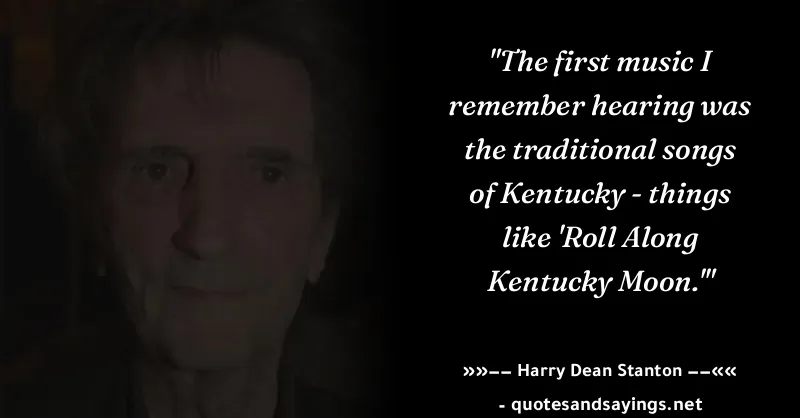 "The first music I
remember hearing was
the traditional songs
of Kentucky - things
like 'Roll Along
Kentucky Moon.'"
»»−− Harry Dean Stanton −−««
- quotesandsayings.net